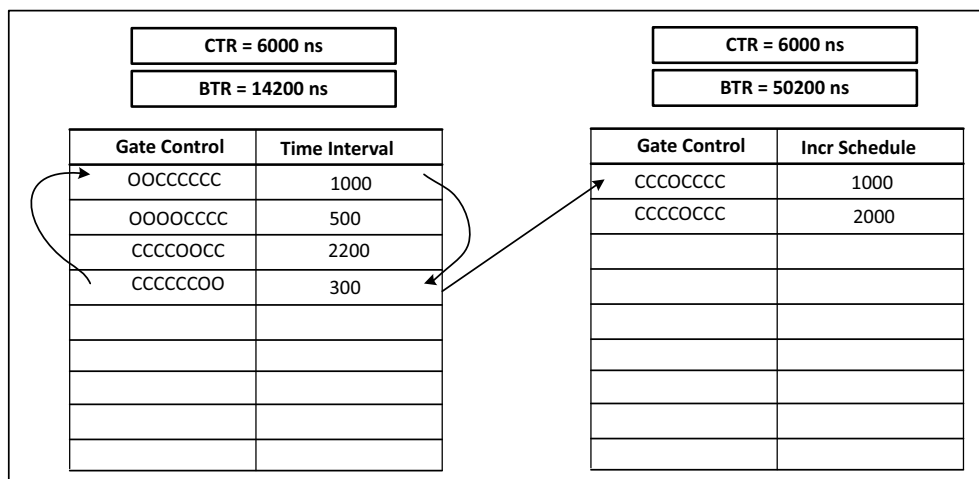 CTR = 6000 ns
BTR = 14200 ns
Gate Control Time Interval
OOCCCCCC 1000
OOOOCCCC 500
CCCCOOCC 2200
CCCCCCOO 300
CTR = 6000 ns
BTR = 50200 ns
Gate Control Incr Schedule
CCCOCCCC 1000
CCCCOCCC 2000